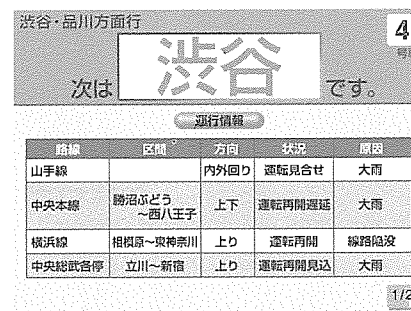 渋谷・品川方面行
4
号車
次は 渋谷 です。
運行情報
路線 区間 方向 状況 原因
山手線 内外回り 運転見合せ 大雨
中央本線 勝沼ぶどう～西八王子 上下 運転再開遅延 大雨
横浜線 相模原～東神奈川 上り 運転再開 線路陥没
中央総武各停 立川～新宿 上り 運転再開見込 大雨
1/2